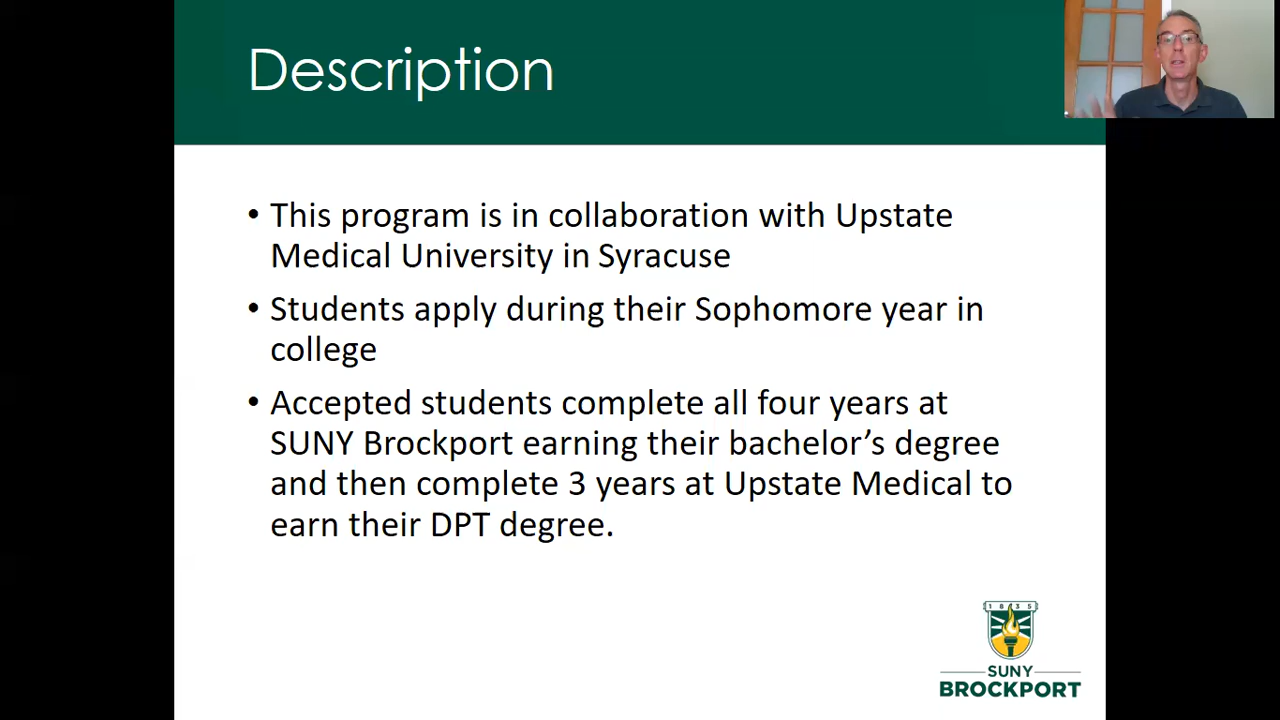 Description
• This program is in collaboration with Upstate
Medical University in Syracuse
• Students apply during their Sophomore year in
college
• Accepted students complete all four years at
SUNY Brockport earning their bachelor’s degree
and then complete 3 years at Upstate Medical to
earn their DPT degree.
1835
SUNY
BROCKPORT